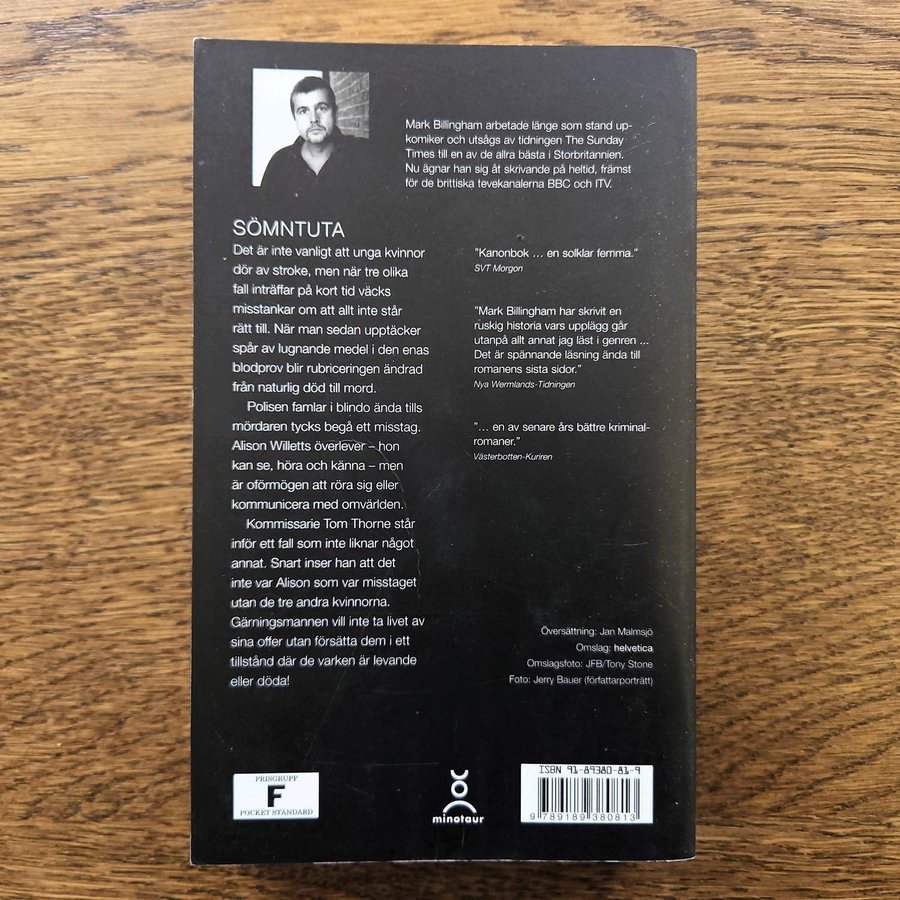 Mark Billingham arbetade länge som stand up-
komiker och utsågs av tidningen The Sunday
Times till en av de allra bästa i Storbritannien.
Nu ägnar han sig åt skrivande på heltid, främst
för de brittiska tevekanalerna BBC och ITV.
SÖMNTUTA
Det är inte vanligt att unga kvinnor
dör av stroke, men när tre olika
fall inträffar på kort tid väcks
misstankar om att allt inte står
rätt till. När man sedan upptäcker
spår av lugnande medel i den enas
blodprov blir rubriceringen ändrad
från naturlig död till mord.
Polisen famlar i blindo ända tills
mördaren tycks begå ett misstag.
Alison Willetts överlever – hon
kan se, höra och känna – men
är oförmögen att röra sig eller
kommunicera med omvärlden.
Kommissarie Tom Thorne står
inför ett fall som inte liknar något
annat. Snart inser han att det
inte var Alison som var misstaget
utan de tre andra kvinnorna.
Gärningsmannen vill inte ta livet av
sina offer utan försätta dem i ett
tillstånd där de varken är levande
eller döda!
"Kanonbok ... en solklar femma."
SVT Morgon
"Mark Billingham har skrivit en
ruskig historia vars upplägg går
utanpå allt annat jag läst i genren ...
Det är spännande läsning ända till
romanens sista sidor."
Nya Wermlands-Tidningen
"... en av senare års bättre kriminal-
romaner."
Västerbotten-Kuriren
Översättning: Jan Malmsjö
Omslag: helvetica
Omslagsfoto: JFB/Tony Stone
Foto: Jerry Bauer (författarporträtt)
PRISGRUPP
F
POCKET STANDARD
minotaur
ISBN 91-89380-81-9
9 789189 380813